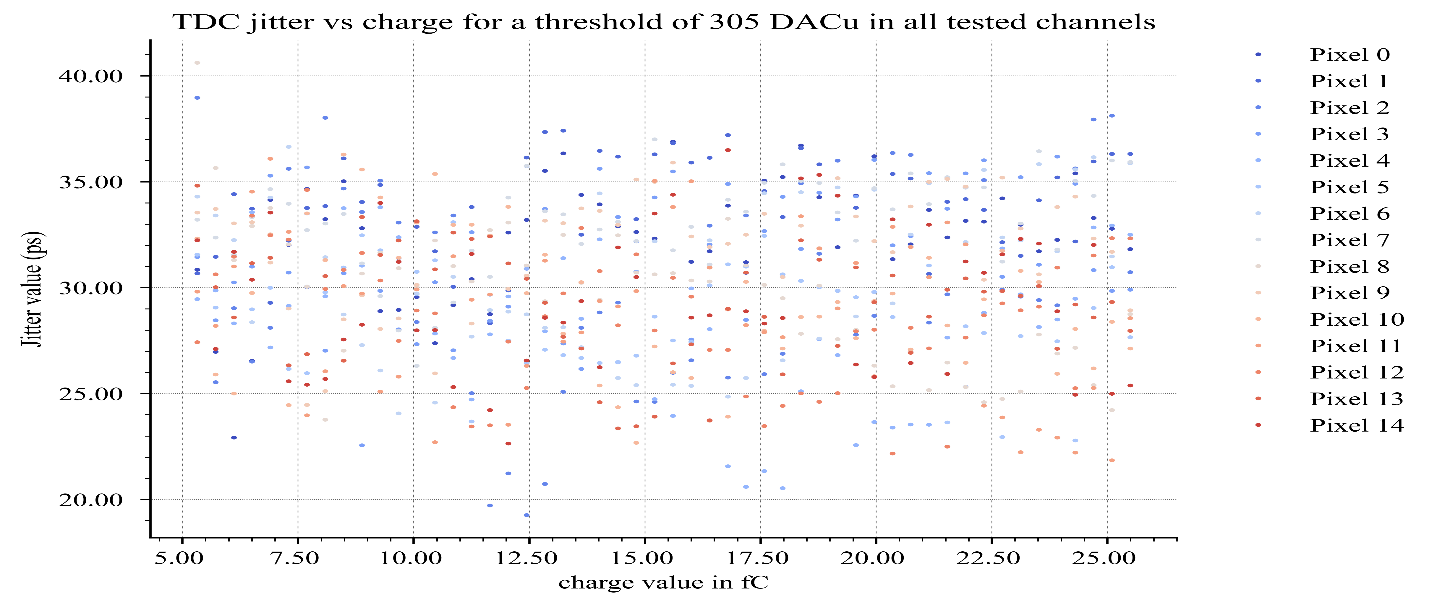 TDC jitter vs charge for a threshold of 305 DACu in all tested channels
Jitter value (ps)
40.00
35.00
30.00
25.00
20.00
5.00 7.50 10.00 12.50 15.00 17.50 20.00 22.50 25.00
charge value in fC
Pixel 0
Pixel 1
Pixel 2
Pixel 3
Pixel 4
Pixel 5
Pixel 6
Pixel 7
Pixel 8
Pixel 9
Pixel 10
Pixel 11
Pixel 12
Pixel 13
Pixel 14